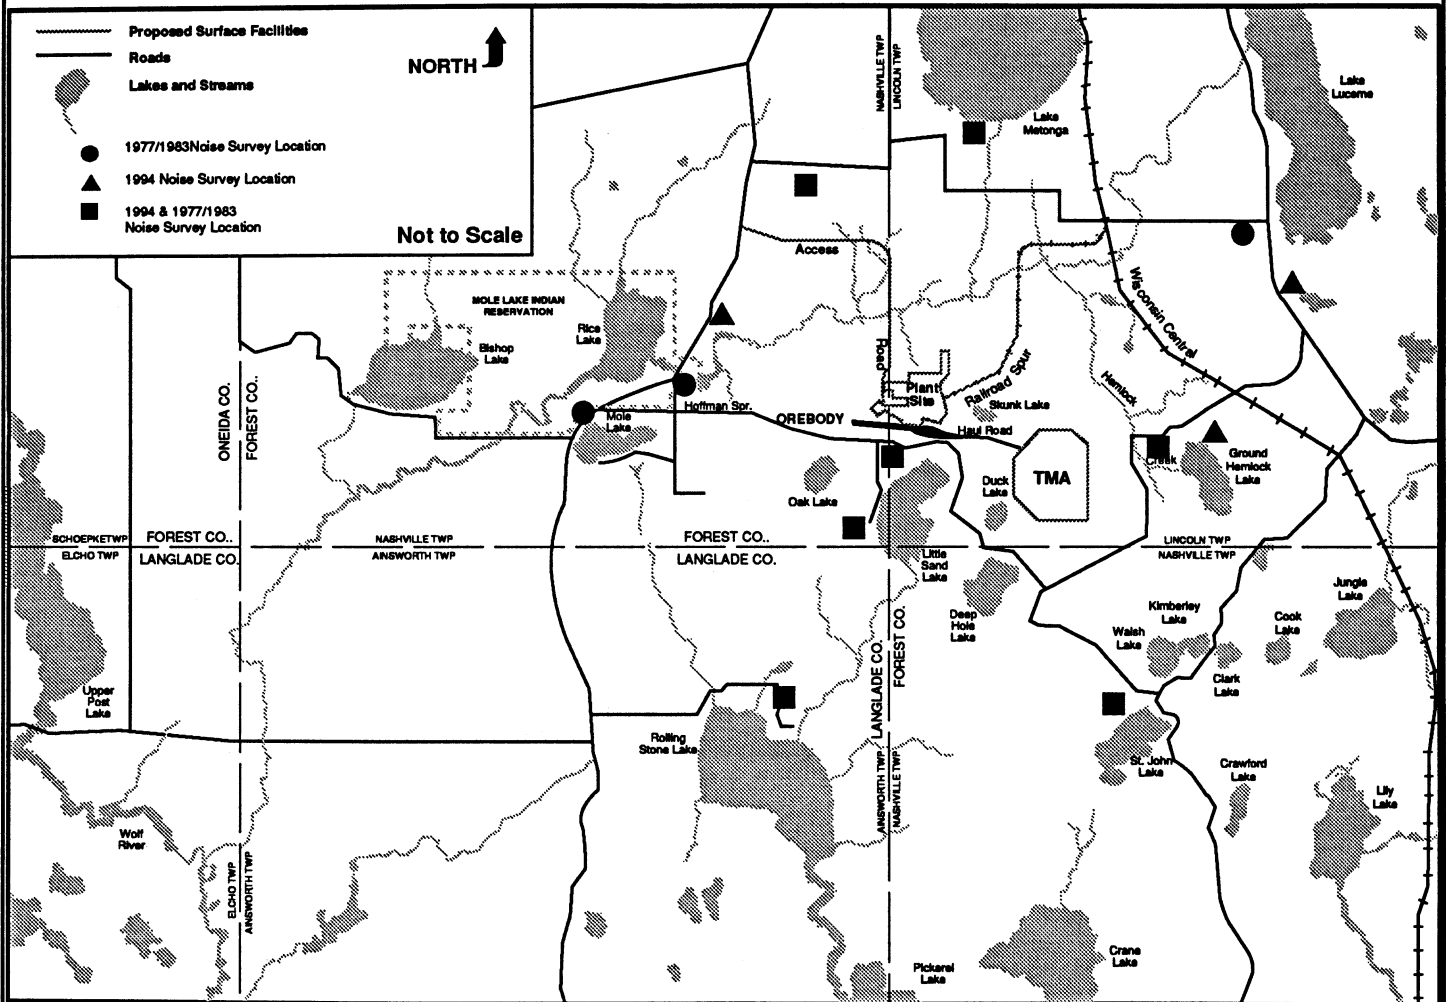 Proposed Surface Facilities
Roads
Lakes and Streams
1977/1983Noise Survey Location
1994 Noise Survey Location
1994 & 1977/1983
Noise Survey Location
NORTH
Not to Scale
NASHVILLE TWP
LINCOLN TWP
Lake
Metonga
Lake
Lucerne
Access
Road
MOLE LAKE INDIAN
RESERVATION
Rice
Lake
Bishop
Lake
Wisconsin Central
Railroad Spur
Plant
Site
Skunk Lake
Hemlock
Creek
ONEIDA CO.
FOREST CO..
Hoffman Spr.
Mole
Lake
OREBODY
Haul Road
TMA
Duck
Lake
Oak Lake
Ground
Hemlock
Lake
SCHOEPKETWP
ELCHO TWP
FOREST CO..
LANGLADE CO.
NASHVILLE TWP
AINSWORTH TWP
FOREST CO..
LANGLADE CO.
LINCOLN TWP
NASHVILLE TWP
Little
Sand
Lake
Deep
Hole
Lake
Jungle
Lake
Kimberley
Lake
Walsh
Lake
Cook
Lake
Clark
Lake
LANGLADE CO.
FOREST CO.
Upper
Post
Lake
Rolling
Stone Lake
St. John
Lake
Crawford
Lake
Lily
Lake
AINSWORTH TWP
NASHVILLE TWP
Wolf
River
ELCHO TWP
AINSWORTH TWP
Pickerel
Lake
Crane
Lake